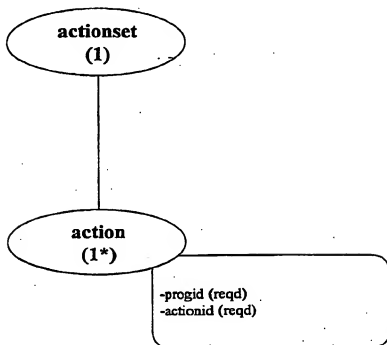 actionset
(1)
action
(1*)
-progid (reqd)
-actionid (reqd)